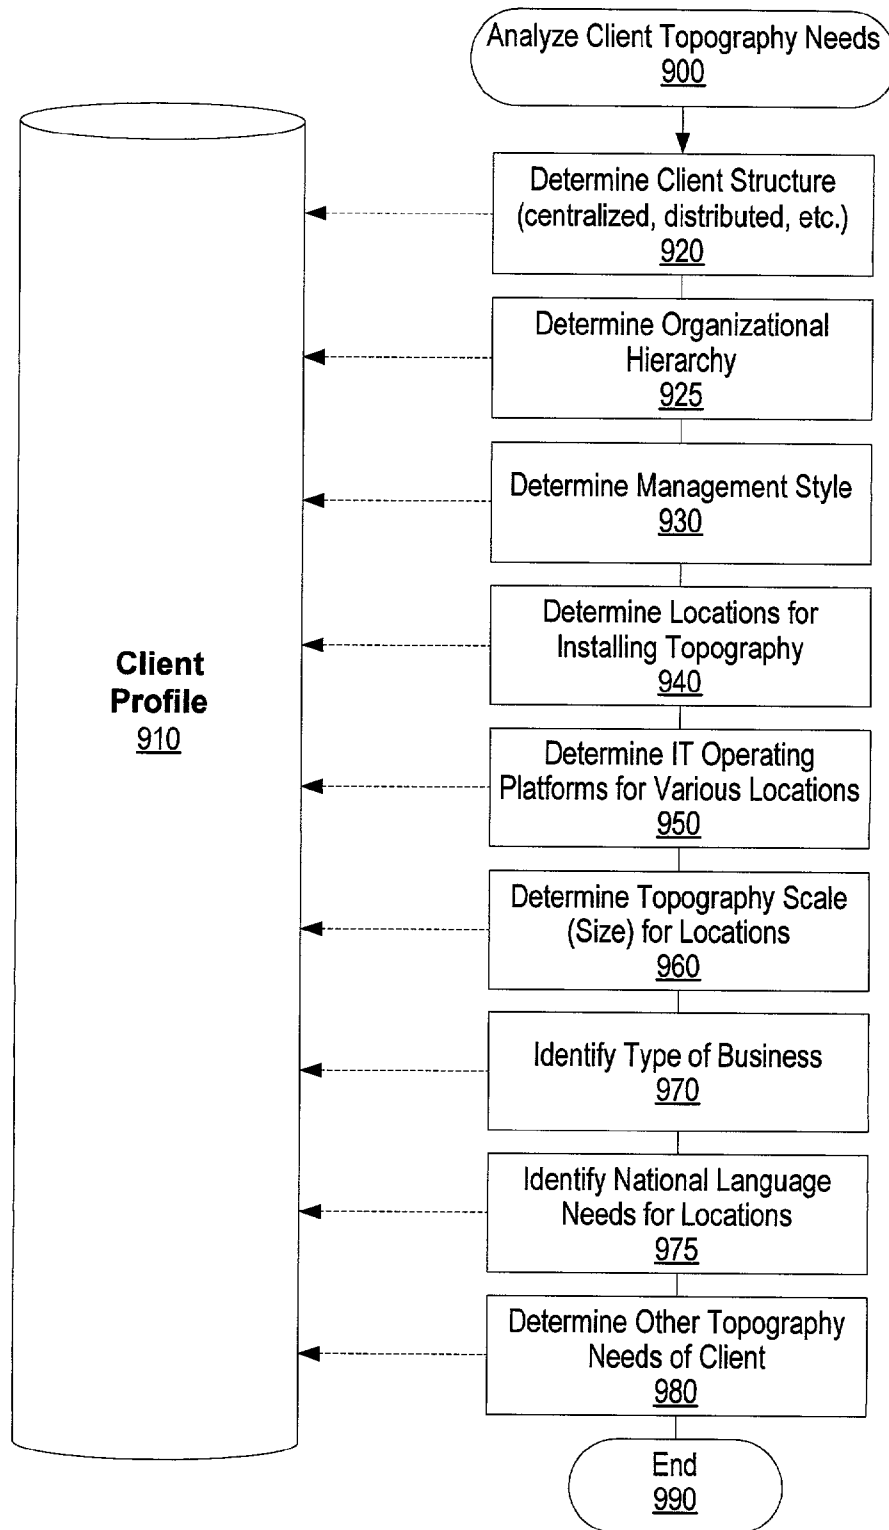 Analyze Client Topography Needs
900
Determine Client Structure
(centralized, distributed, etc.)
920
Determine Organizational
Hierarchy
925
Determine Management Style
930
Determine Locations for
Installing Topography
940
Client
Profile
910
Determine IT Operating
Platforms for Various Locations
950
Determine Topography Scale
(Size) for Locations
960
Identify Type of Business
970
Identify National Language
Needs for Locations
975
Determine Other Topography
Needs of Client
980
End
990